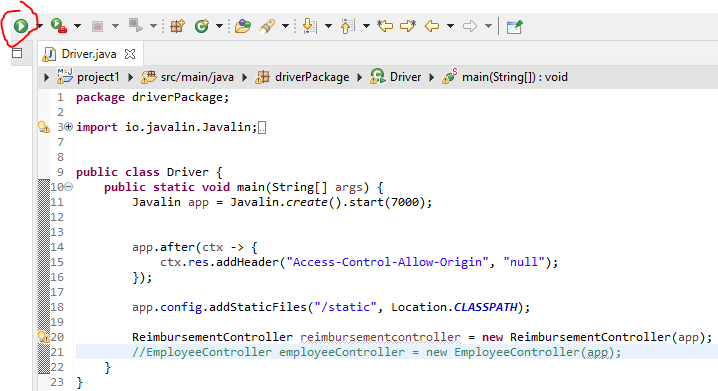 Driver.java
project1 src/main/java driverPackage Driver main(String[]) : void
1 package driverPackage;
2
3 import io.javalin.Javalin;
7
8
9 public class Driver {
10 public static void main(String[] args) {
11 Javalin app = Javalin.create().start(7000);
12
13
14 app.after(ctx -> {
15 ctx.res.addHeader("Access-Control-Allow-Origin", "null");
16 });
17
18 app.config.addStaticFiles("/static", Location.CLASSPATH);
19
20 ReimbursementController reimbursementcontroller = new ReimbursementController(app);
21 //EmployeeController employeeController = new EmployeeController(app);
22 }
23 }